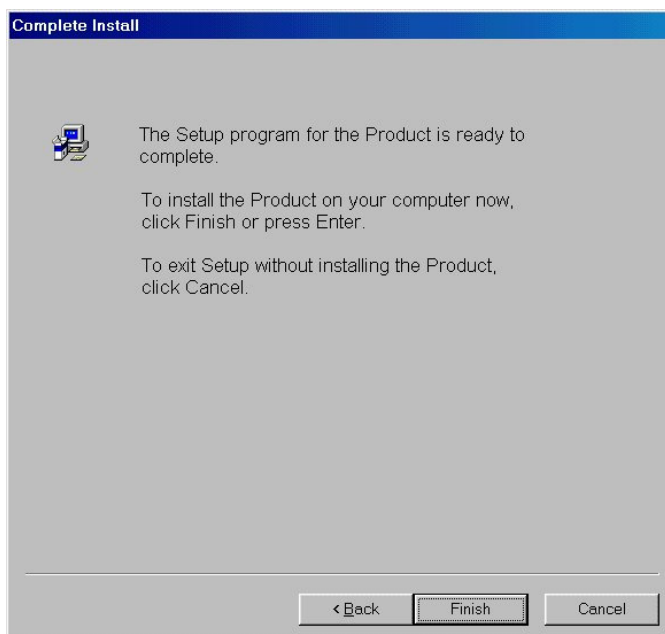 Complete Install
The Setup program for the Product is ready to
complete.
To install the Product on your computer now,
click Finish or press Enter.
To exit Setup without installing the Product,
click Cancel.
< Back
Finish
Cancel